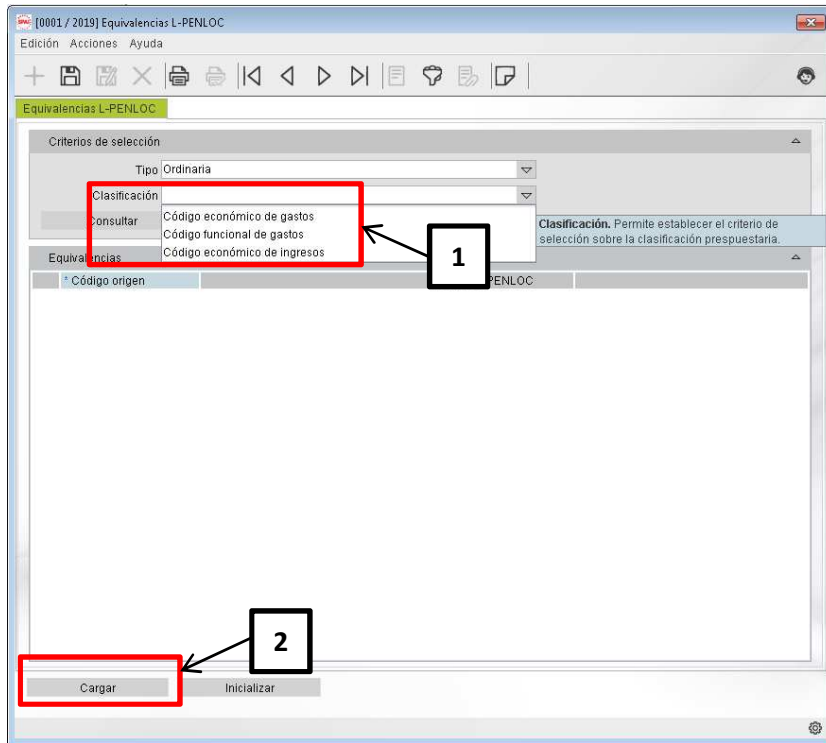 [0001 / 2019] Equivalencias L-PENLOC
Edición Acciones Ayuda
Equivalencias L-PENLOC
Criterios de selección
Tipo Ordinaria
Clasificación
Consultar
Código económico de gastos
Código funcional de gastos
Código económico de ingresos
Clasificación. Permite establecer el criterio de
selección sobre la clasificación prespuestaria.
1
Equivalencias
* Código origen PENLOC
2
Cargar Inicializar